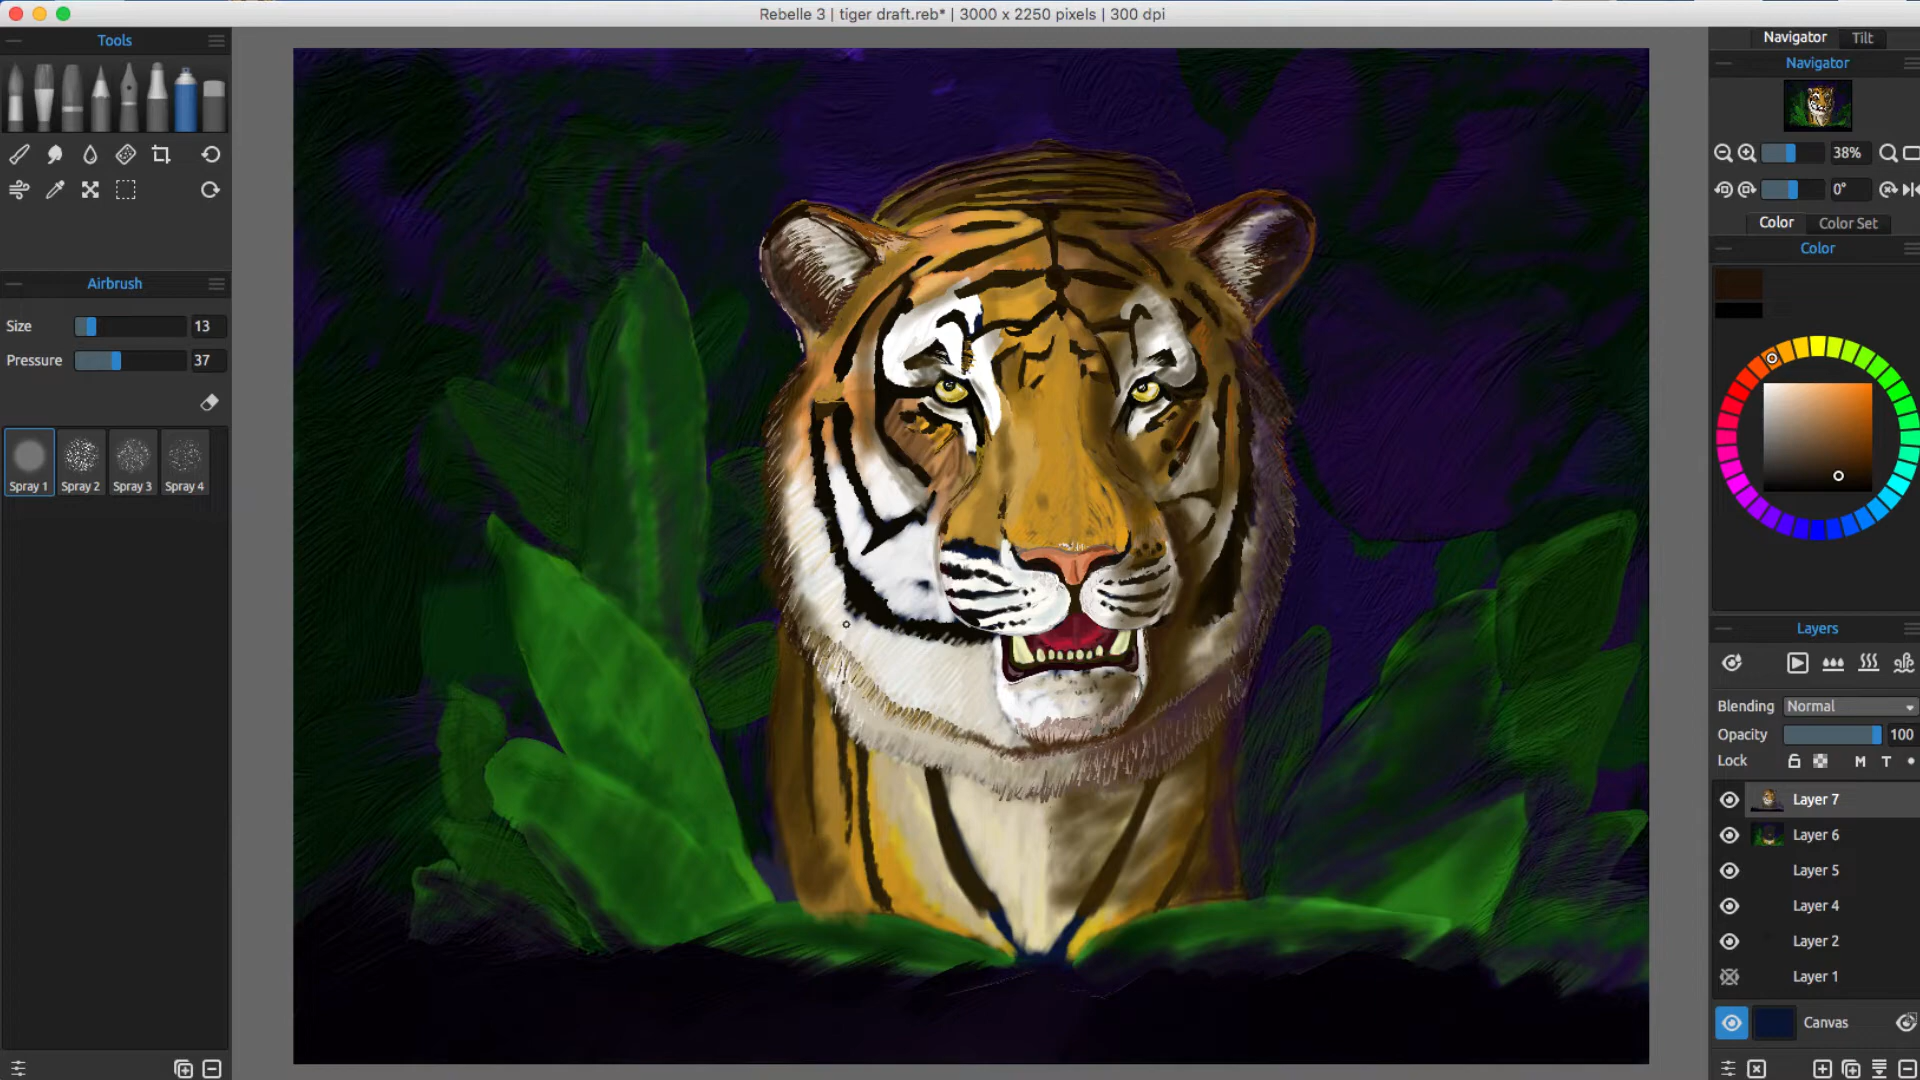 Rebelle 3 | tiger draft.reb* | 3000 x 2250 pixels | 300 dpi
Tools
Airbrush
Size 13
Pressure 37
Spray 1 Spray 2 Spray 3 Spray 4
Navigator Tilt
Navigator
38%
0°
Color Color Set
Color
Layers
Blending Normal
Opacity 100
Lock M T
Layer 7
Layer 6
Layer 5
Layer 4
Layer 2
Layer 1
Canvas